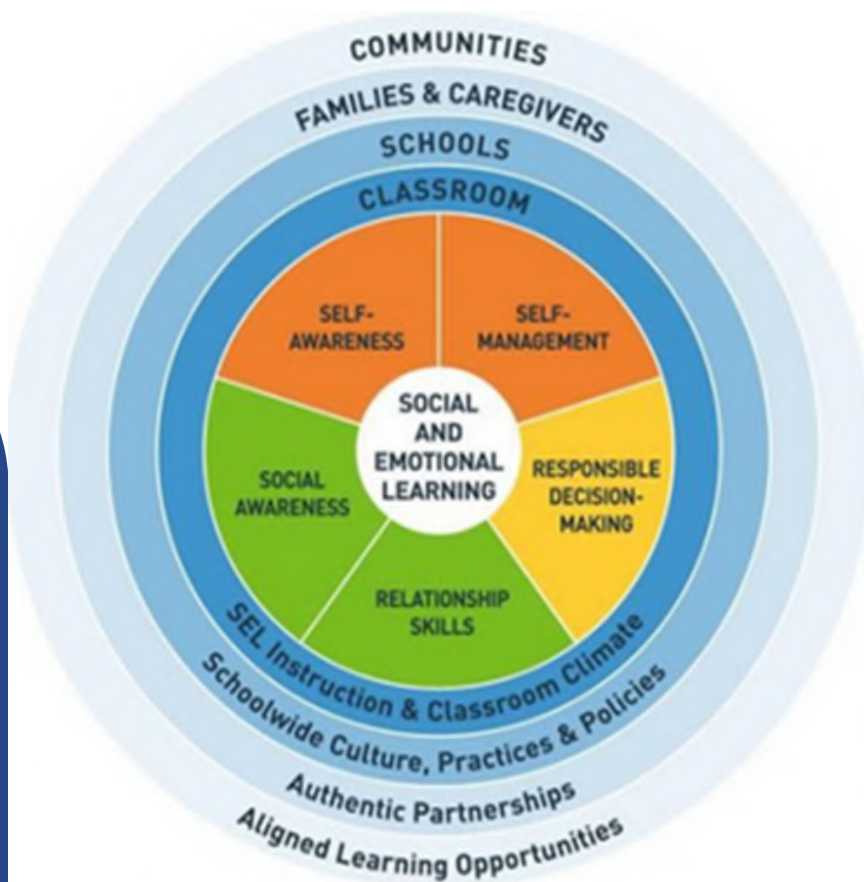 COMMUNITIES
FAMILIES & CAREGIVERS
SCHOOLS
CLASSROOM
SELF-
AWARENESS
SELF-
MANAGEMENT
SOCIAL
AND
EMOTIONAL
LEARNING
SOCIAL
AWARENESS
RESPONSIBLE
DECISION-
MAKING
RELATIONSHIP
SKILLS
SEL Instruction & Classroom Climate
Schoolwide Culture, Practices & Policies
Authentic Partnerships
Aligned Learning Opportunities